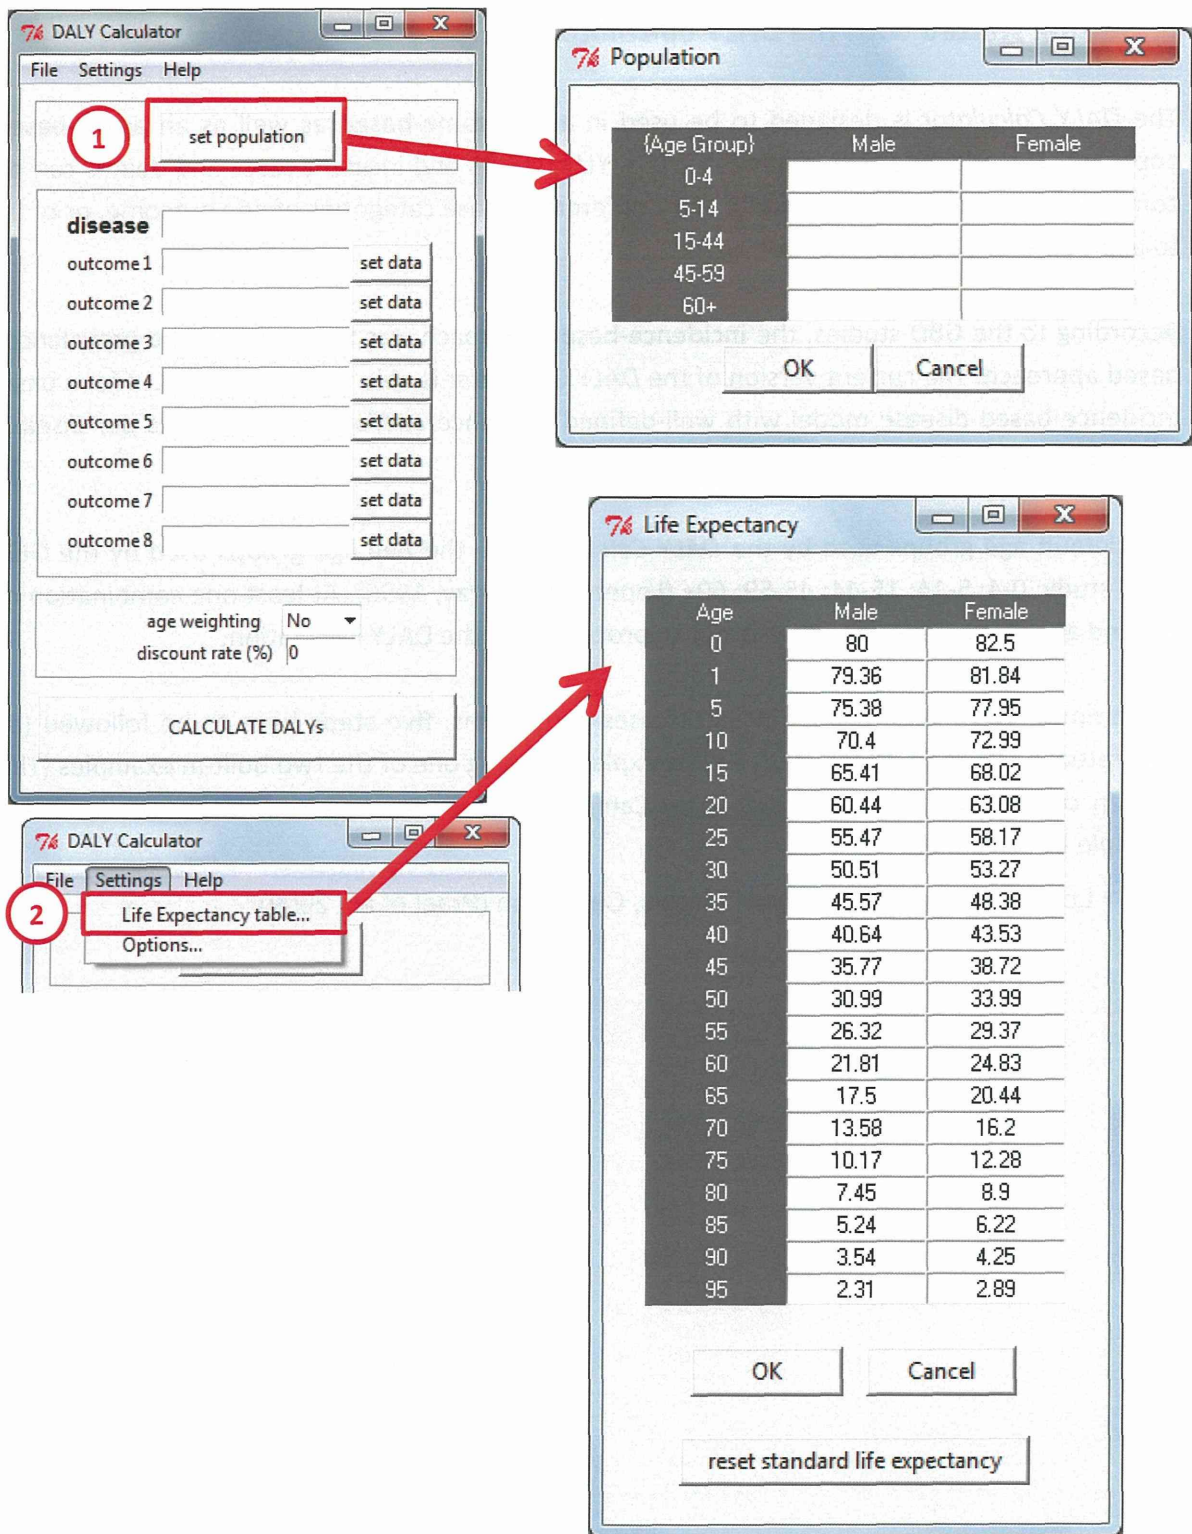 DALY Calculator
File Settings Help
1
set population
disease
outcome 1 set data
outcome 2 set data
outcome 3 set data
outcome 4 set data
outcome 5 set data
outcome 6 set data
outcome 7 set data
outcome 8 set data
age weighting No
discount rate (%) 0
CALCULATE DALYs
Population
{Age Group} Male Female
0-4
5-14
15-44
45-59
60+
OK Cancel
DALY Calculator
File Settings Help
2
Life Expectancy table...
Options...
Life Expectancy
Age Male Female
0 80 82.5
1 79.36 81.84
5 75.38 77.95
10 70.4 72.99
15 65.41 68.02
20 60.44 63.08
25 55.47 58.17
30 50.51 53.27
35 45.57 48.38
40 40.64 43.53
45 35.77 38.72
50 30.99 33.99
55 26.32 29.37
60 21.81 24.83
65 17.5 20.44
70 13.58 16.2
75 10.17 12.28
80 7.45 8.9
85 5.24 6.22
90 3.54 4.25
95 2.31 2.89
OK Cancel
reset standard life expectancy